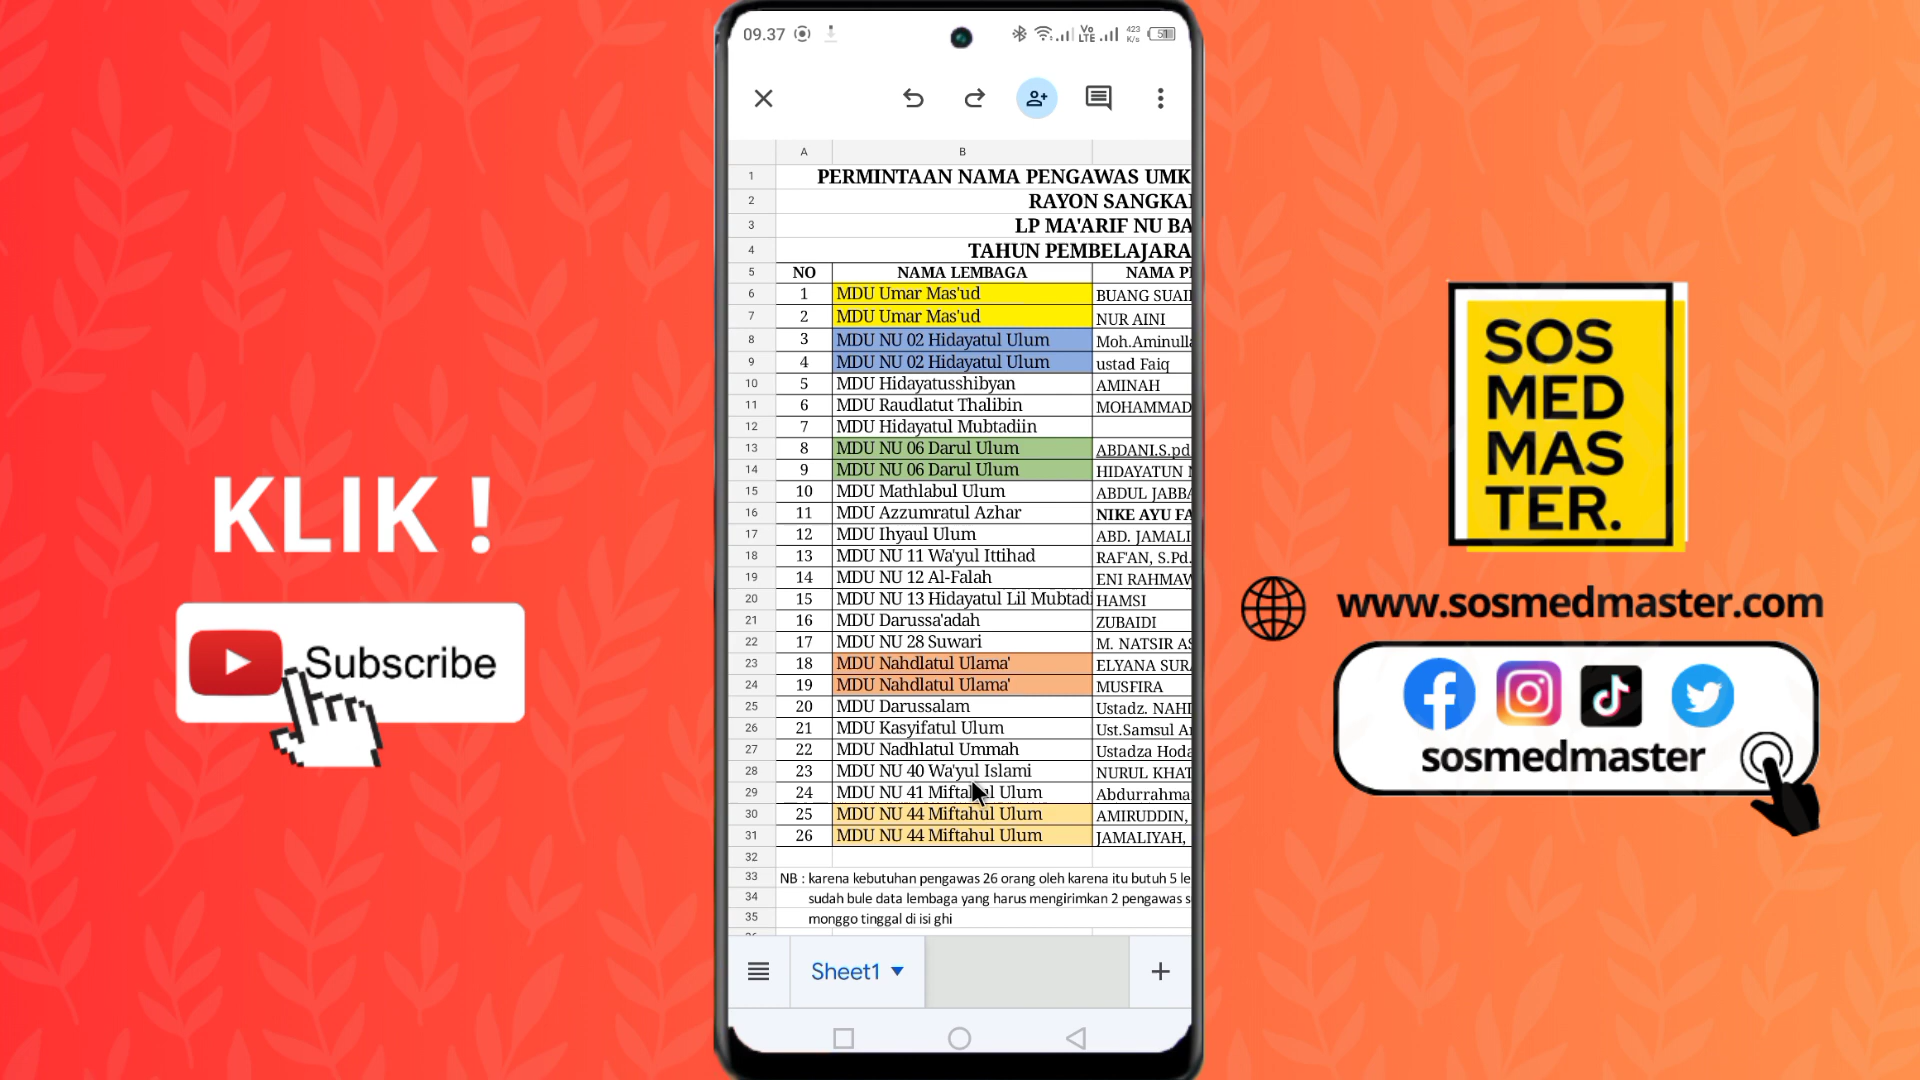 KLIK !
Subscribe
09.37
Vo
LTE
423
K/s
A B
1 PERMINTAAN NAMA PENGAWAS UMK
2 RAYON SANGKA
3 LP MA'ARIF NU BA
4 TAHUN PEMBELAJARA
5 NO NAMA LEMBAGA NAMA P
6 1 MDU Umar Mas'ud BUANG SUAI
7 2 MDU Umar Mas'ud NUR AINI
8 3 MDU NU 02 Hidayatul Ulum Moh.Aminulla
9 4 MDU NU 02 Hidayatul Ulum ustad Faiq
10 5 MDU Hidayatusshibyan AMINAH
11 6 MDU Raudlatut Thalibin MOHAMMAD
12 7 MDU Hidayatul Mubtadiin
13 8 MDU NU 06 Darul Ulum ABDANI.S.pd
14 9 MDU NU 06 Darul Ulum HIDAYATUN
15 10 MDU Mathlabul Ulum ABDUL JABBA
16 11 MDU Azzumratul Azhar NIKE AYU FA
17 12 MDU Ihyaul Ulum ABD. JAMALI
18 13 MDU NU 11 Wa'yul Ittihad RAF'AN, S.Pd.
19 14 MDU NU 12 Al-Falah ENI RAHMAW
20 15 MDU NU 13 Hidayatul Lil Mubtadi HAMSI
21 16 MDU Darussa'adah ZUBAIDI
22 17 MDU NU 28 Suwari M. NATSIR AS
23 18 MDU Nahdlatul Ulama' ELYANA SURA
24 19 MDU Nahdlatul Ulama' MUSFIRA
25 20 MDU Darussalam Ustadz. NAHI
26 21 MDU Kasyifatul Ulum Ust.Samsul A
27 22 MDU Nadhlatul Ummah Ustadza Hoda
28 23 MDU NU 40 Wa'yul Islami NURUL KHAT
29 24 MDU NU 41 Miftahul Ulum Abdurrahma
30 25 MDU NU 44 Miftahul Ulum AMIRUDDIN,
31 26 MDU NU 44 Miftahul Ulum JAMALIYAH,
32
33 NB : karena kebutuhan pengawas 26 orang oleh karena itu butuh 5 le
34 sudah bule data lembaga yang harus mengirimkan 2 pengawas s
35 monggo tinggal di isi ghi
Sheet1
SOS
MED
MAS
TER.
www.sosmedmaster.com
sosmedmaster